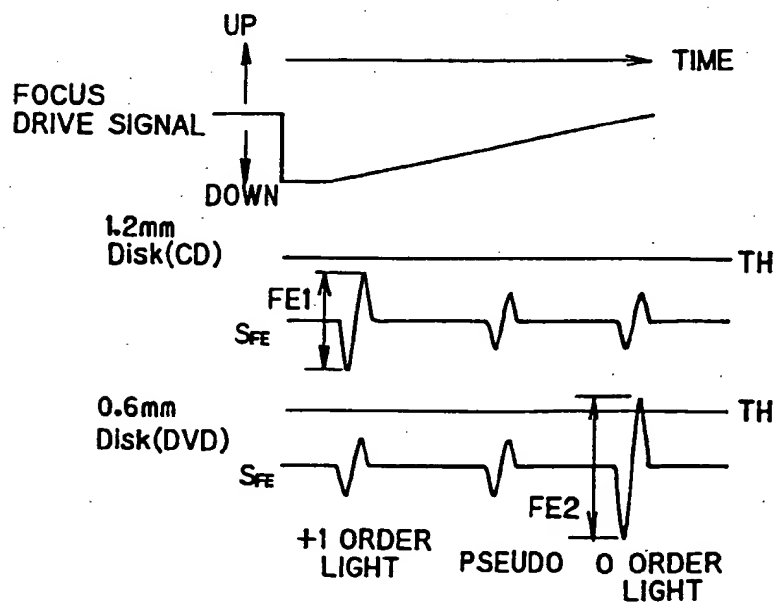 UP
TIME
FOCUS
DRIVE SIGNAL
DOWN
1.2mm
Disk(CD)
TH
FE1
SFE
0.6mm
Disk(DVD)
TH
SFE
FE2
+1 ORDER
LIGHT
PSEUDO
0 ORDER
LIGHT